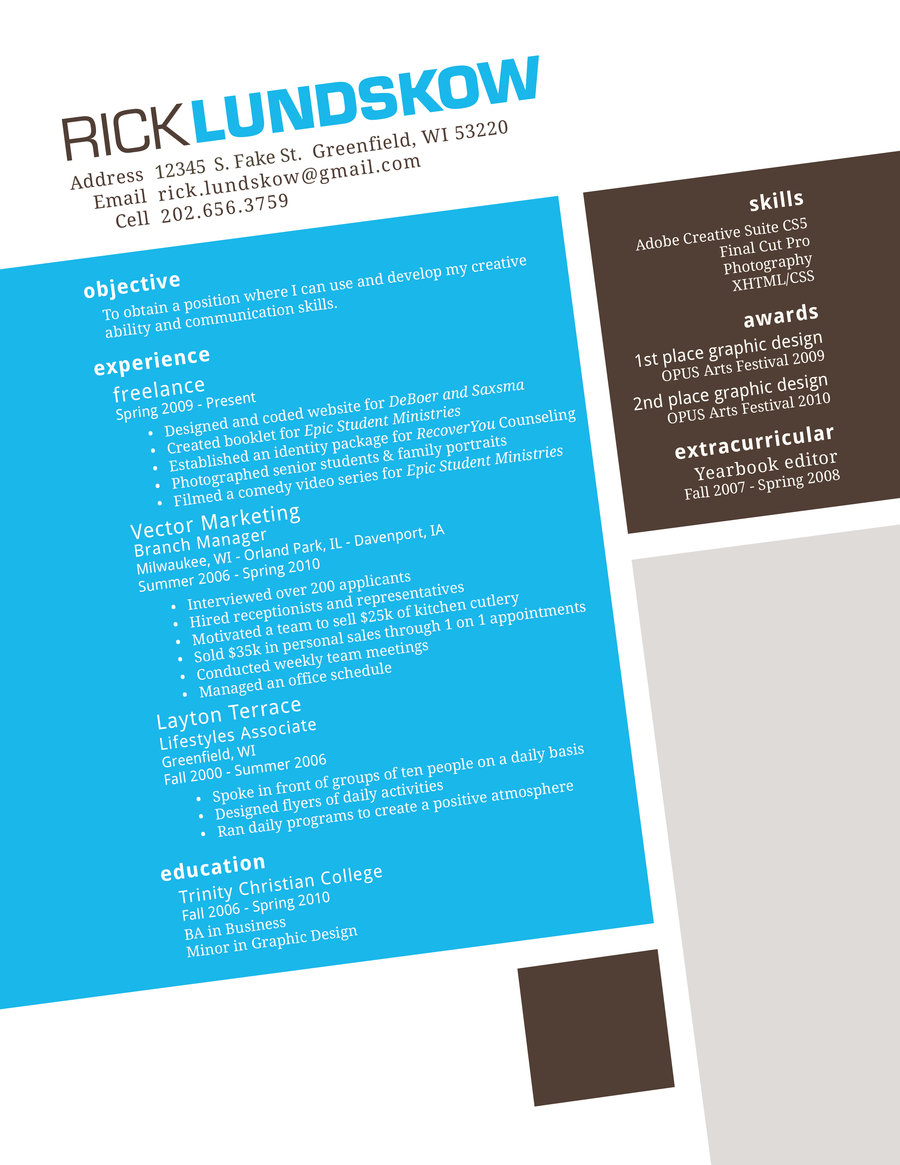 RICKLUNDSKOW
Address 12345 S. Fake St. Greenfield, WI 53220
Email rick.lundskow@gmail.com
Cell 202.656.3759
objective
To obtain a position where I can use and develop my creative
ability and communication skills.
experience
freelance
Spring 2009 - Present
• Designed and coded website for DeBoer and Saxsma
• Created booklet for Epic Student Ministries
• Established an identity package for RecoverYou Counseling
• Photographed senior students & family portraits
• Filmed a comedy video series for Epic Student Ministries
Vector Marketing
Branch Manager
Milwaukee, WI - Orland Park, IL - Davenport, IA
Summer 2006 - Spring 2010
• Interviewed over 200 applicants
• Hired receptionists and representatives
• Motivated a team to sell $25k of kitchen cutlery
• Sold $35k in personal sales through 1 on 1 appointments
• Conducted weekly team meetings
• Managed an office schedule
Layton Terrace
Lifestyles Associate
Greenfield, WI
Fall 2000 - Summer 2006
• Spoke in front of groups of ten people on a daily basis
• Designed flyers of daily activities
• Ran daily programs to create a positive atmosphere
education
Trinity Christian College
Fall 2006 - Spring 2010
BA in Business
Minor in Graphic Design
skills
Adobe Creative Suite CS5
Final Cut Pro
Photography
XHTML/CSS
awards
1st place graphic design
OPUS Arts Festival 2009
2nd place graphic design
OPUS Arts Festival 2010
extracurricular
Yearbook editor
Fall 2007 - Spring 2008